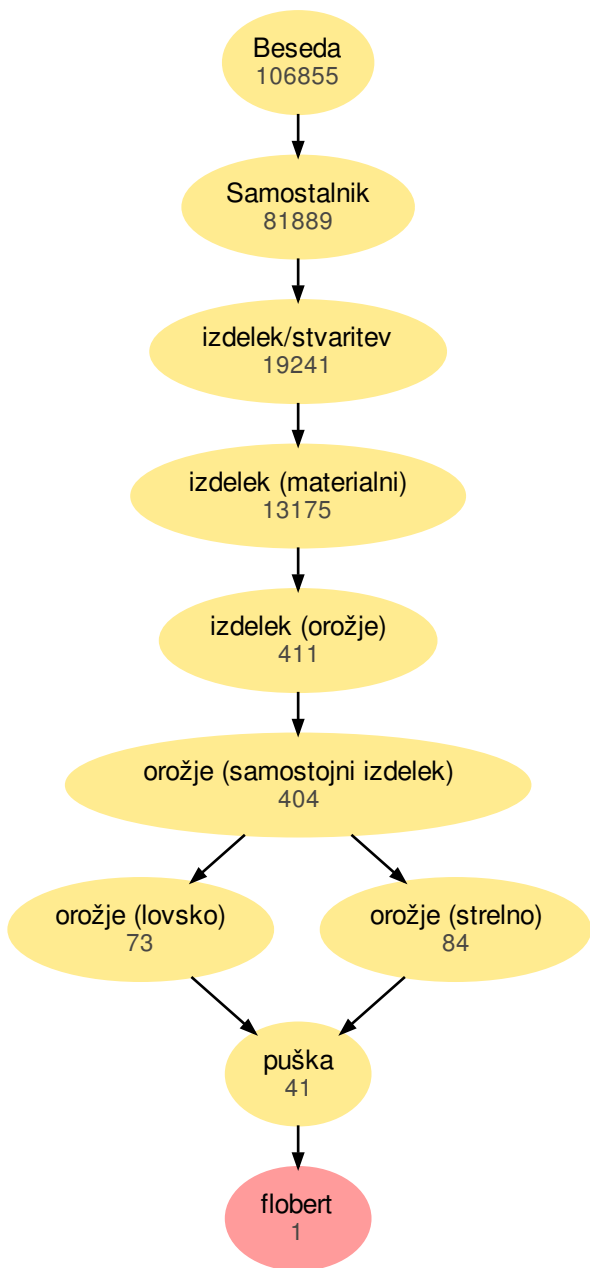 Beseda
106855
Samostalnik
81889
izdelek/stvaritev
19241
izdelek (materialni)
13175
izdelek (orožje)
411
orožje (samostojni izdelek)
404
orožje (lovsko)
73
orožje (strelno)
84
puška
41
flobert
1